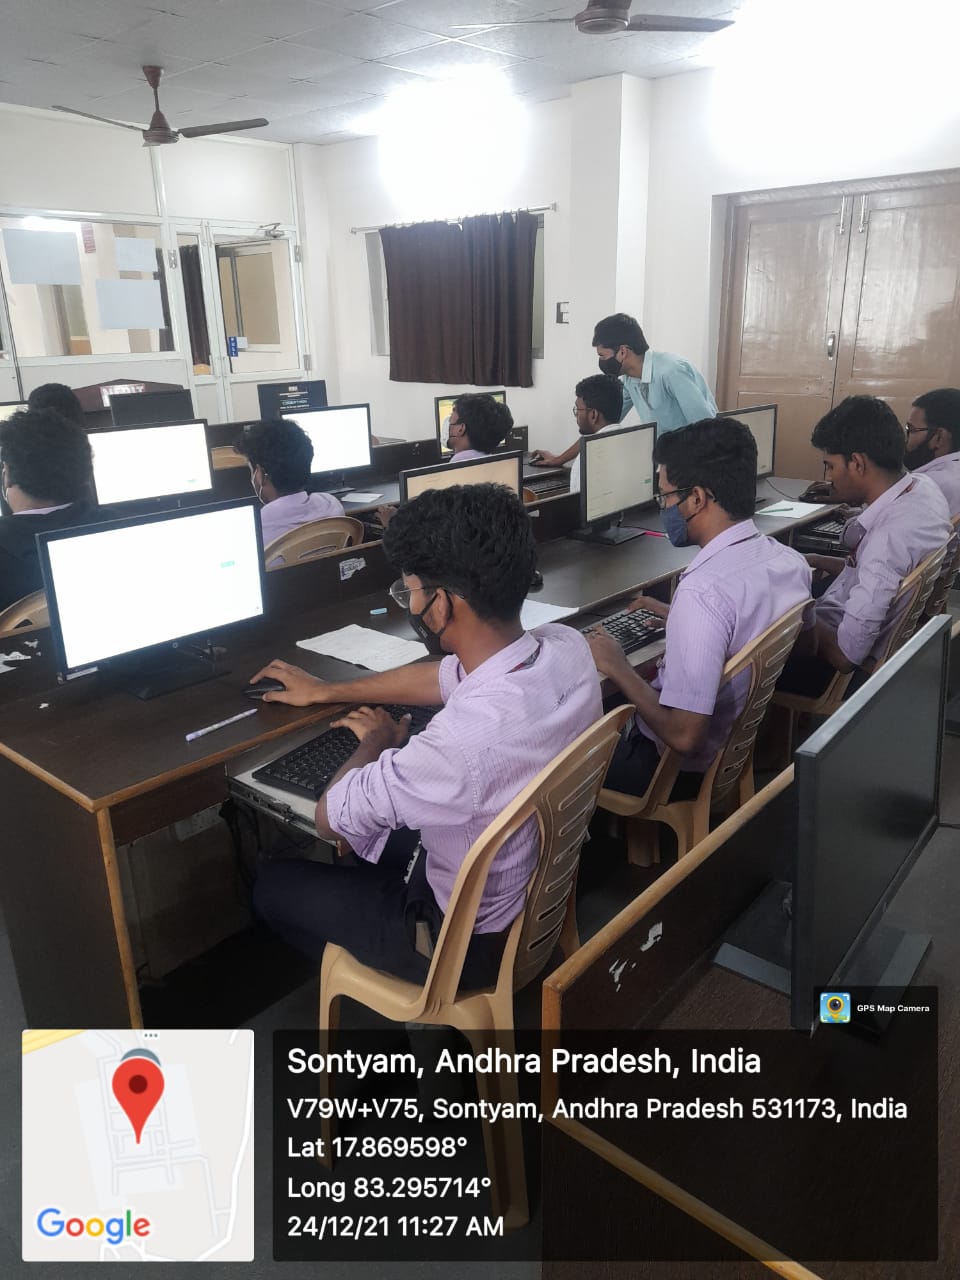 PULL
GPS Map Camera
Sontyam, Andhra Pradesh, India
V79W+V75, Sontyam, Andhra Pradesh 531173, India
Lat 17.869598°
Long 83.295714°
24/12/21 11:27 AM
Google